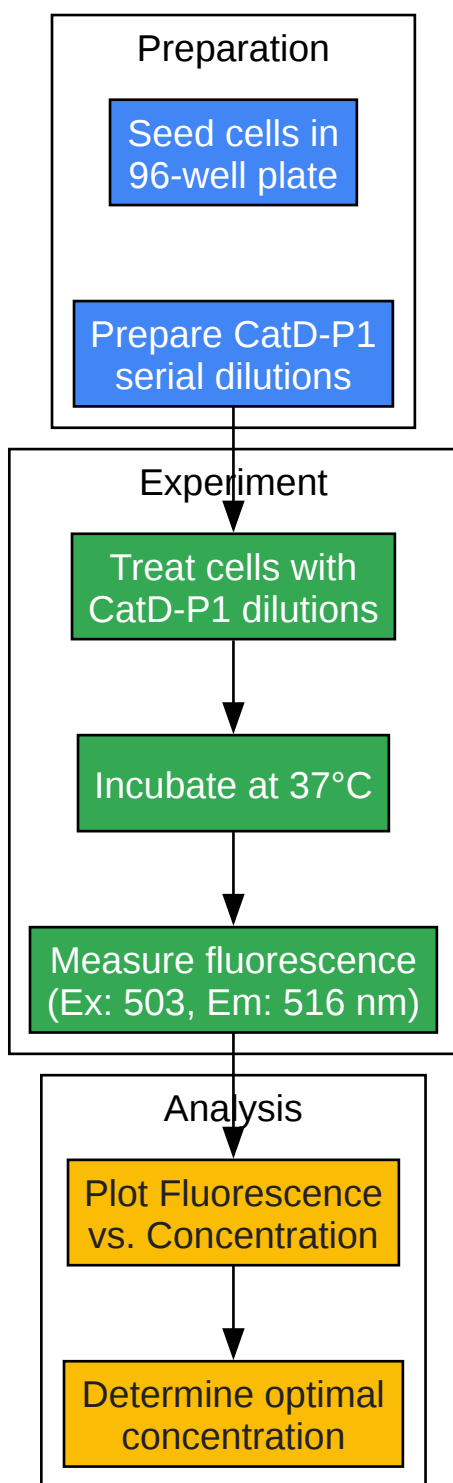 Preparation
Seed cells in
96-well plate
Prepare CatD-P1
serial dilutions
Experiment
Treat cells with
CatD-P1 dilutions
Incubate at 37°C
Measure fluorescence
(Ex: 503, Em: 516 nm)
Analysis
Plot Fluorescence
vs. Concentration
Determine optimal
concentration